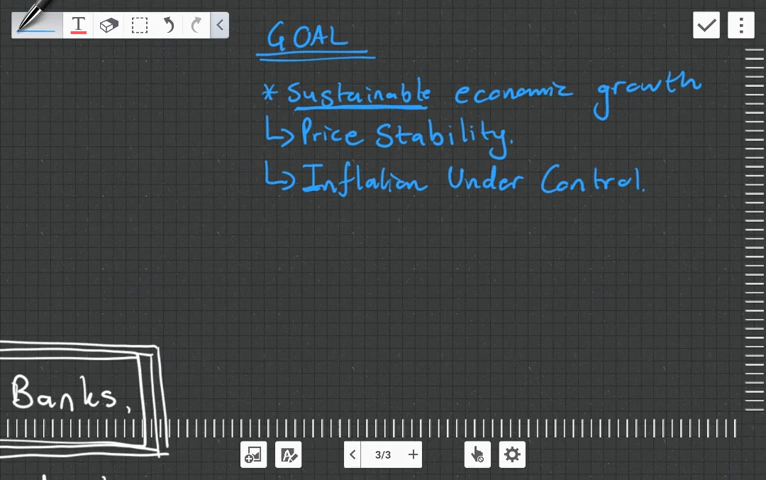 T
GOAL
* Sustainable economic growth
↳ Price Stability.
↳ Inflation Under Control.
Banks,
3/3